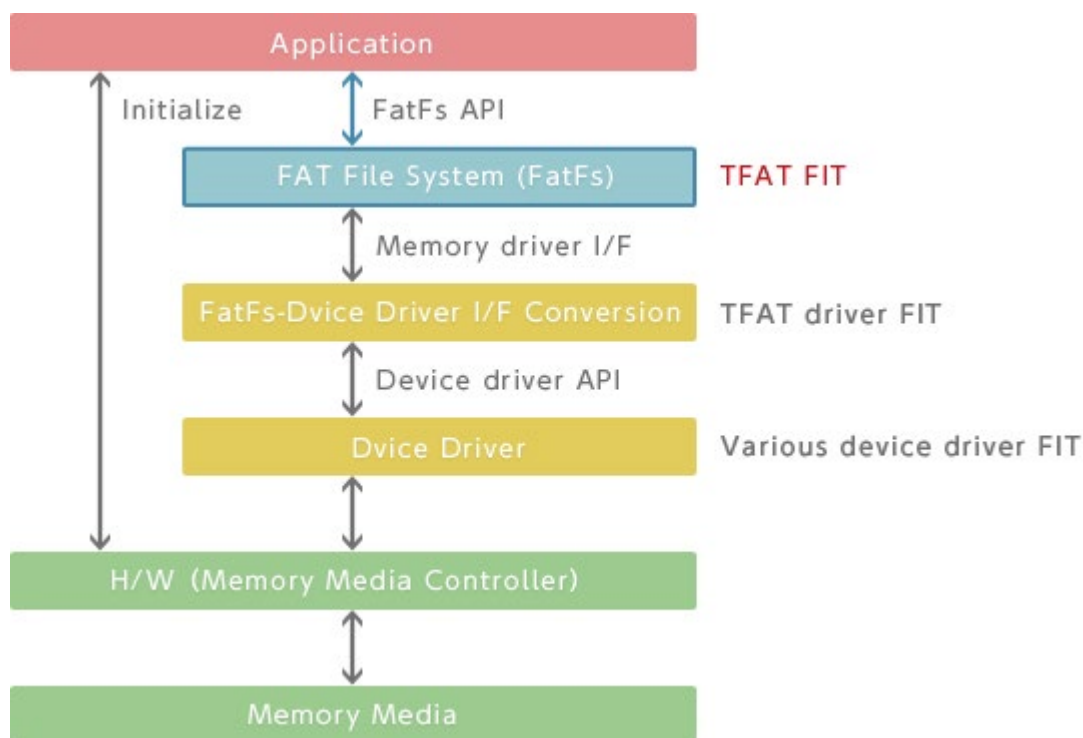 Application
Initialize
FatFs API
FAT File System (FatFs)
TFAT FIT
Memory driver I/F
FatFs-Dvice Driver I/F Conversion
TFAT driver FIT
Device driver API
Dvice Driver
Various device driver FIT
H/W (Memory Media Controller)
Memory Media